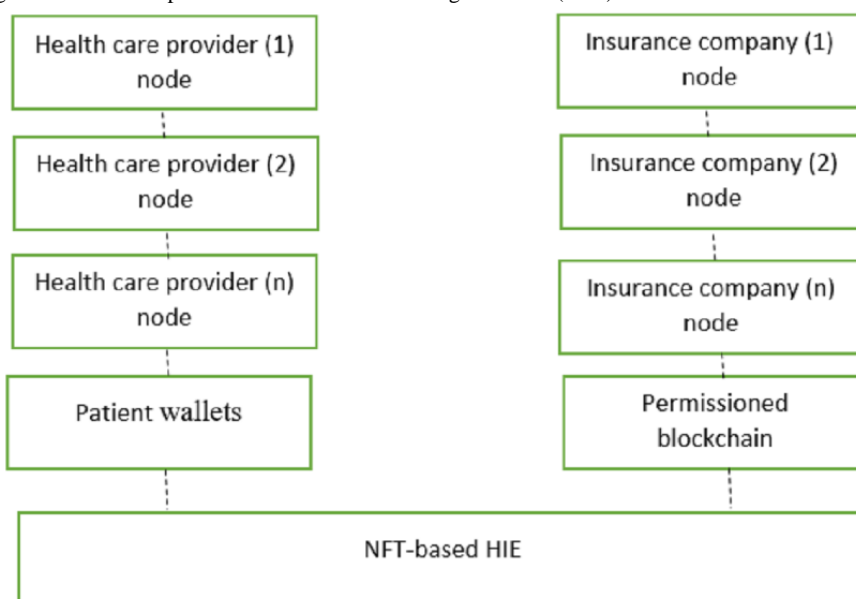 Health care provider (1)
node
Health care provider (2)
node
Health care provider (n)
node
Patient wallets
Insurance company (1)
node
Insurance company (2)
node
Insurance company (n)
node
Permissioned
blockchain
NFT-based HIE